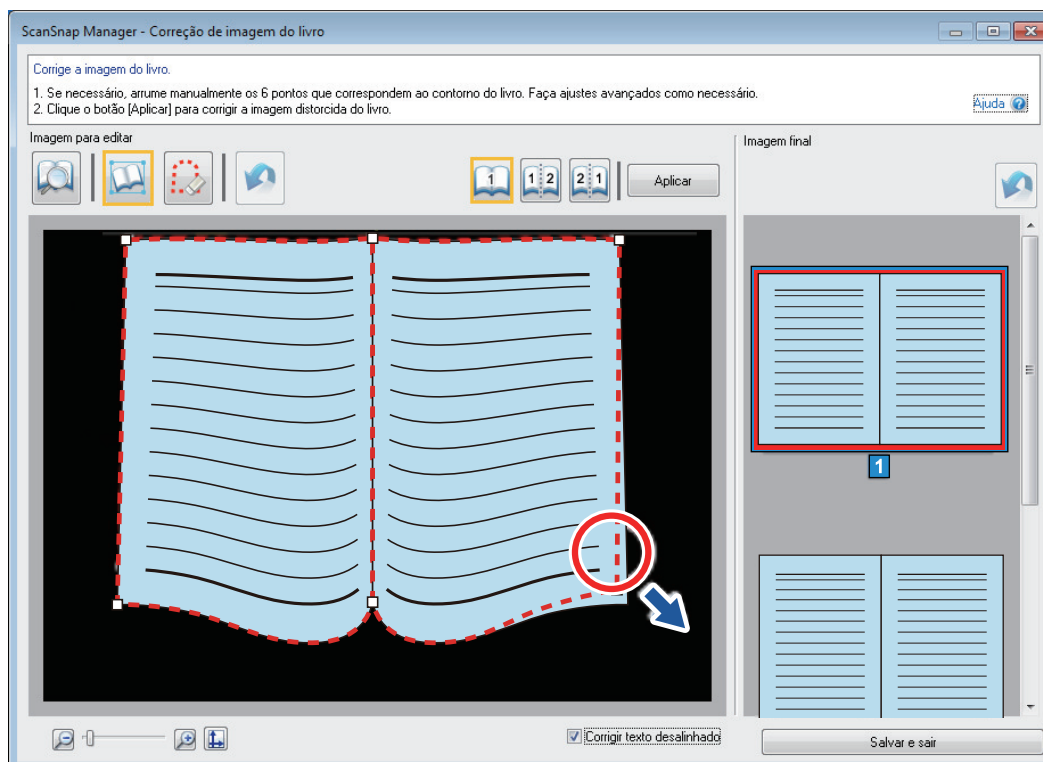 ScanSnap Manager - Correção de imagem do livro
Corrige a imagem do livro.
1. Se necessário, arrume manualmente os 6 pontos que correspondem ao contorno do livro. Faça ajustes avançados como necessário.
2. Clique o botão [Aplicar] para corrigir a imagem distorcida do livro.
Ajuda
Imagem para editar
Imagem final
1
1 2
2 1
Aplicar
1
Corrigir texto desalinhado
Salvar e sair